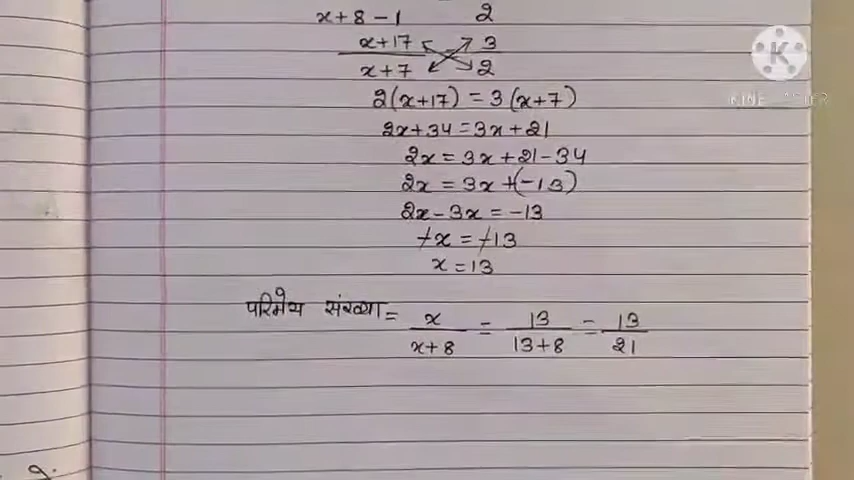 x+8-1 2
x+17 3
x+7 2
2(x+17) = 3(x+7)
2x+34 = 3x+21
2x = 3x+21-34
2x = 3x+(-13)
2x-3x = -13
-x = -13
x = 13
परिमेय संख्या = x/x+8 = 13/13+8 = 13/21
K